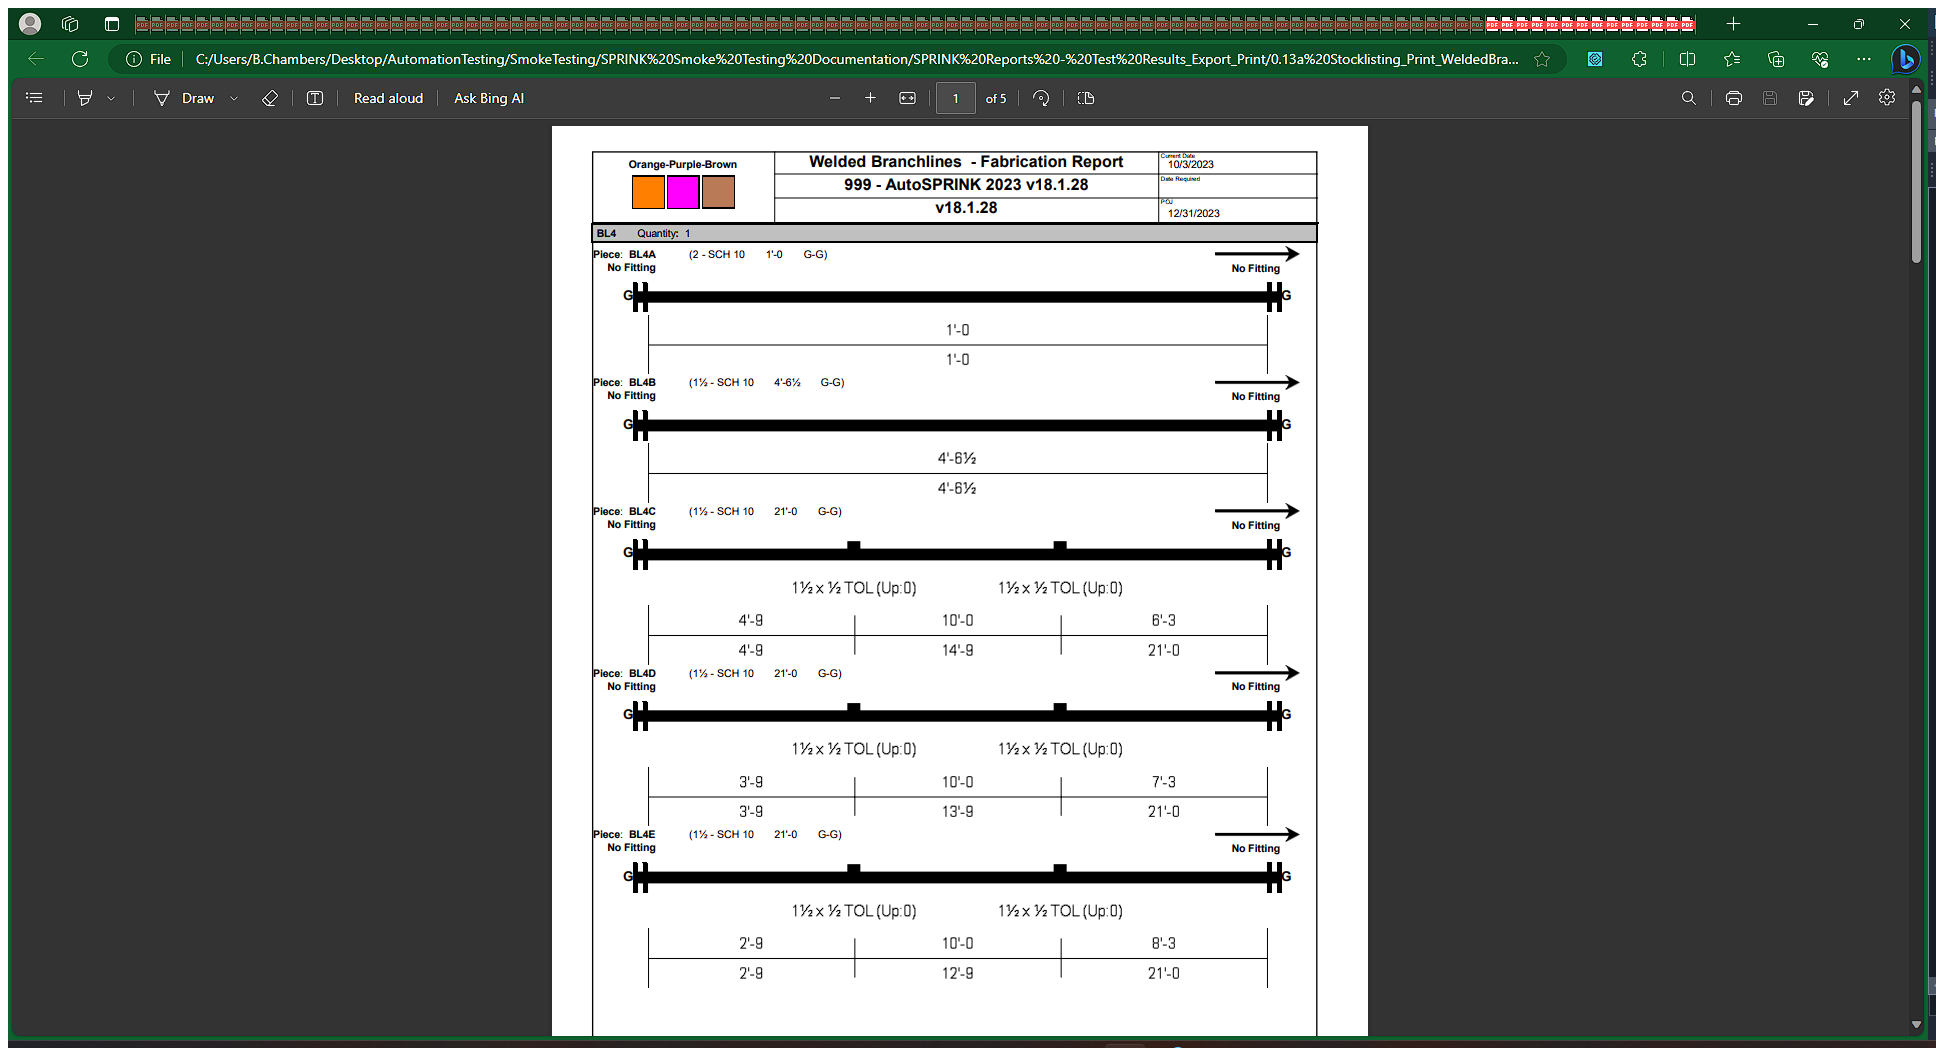 File C:/Users/B.Chambers/Desktop/AutomationTesting/SmokeTesting/SPRINK%20Smoke%20Testing%20Documentation/SPRINK%20Reports%20-%20Test%20Results_Export_Print/0.13a%20Stocklisting_Print_WeldedBra...
Draw Read aloud Ask Bing AI 1 of 5
Orange-Purple-Brown
Welded Branchlines - Fabrication Report
999 - AutoSPRINK 2023 v18.1.28
v18.1.28
Current Date
10/3/2023
Date Required
POJ
12/31/2023
BL4 Quantity: 1
Piece: BL4A (2 - SCH 10 1'-0 G-G)
No Fitting No Fitting
G G
1'-0
1'-0
Piece: BL4B (1½ - SCH 10 4'-6½ G-G)
No Fitting No Fitting
G G
4'-6½
4'-6½
Piece: BL4C (1½ - SCH 10 21'-0 G-G)
No Fitting No Fitting
G G
1½ x ½ TOL (Up:0) 1½ x ½ TOL (Up:0)
4'-9 10'-0 6'-3
4'-9 14'-9 21'-0
Piece: BL4D (1½ - SCH 10 21'-0 G-G)
No Fitting No Fitting
G G
1½ x ½ TOL (Up:0) 1½ x ½ TOL (Up:0)
3'-9 10'-0 7'-3
3'-9 13'-9 21'-0
Piece: BL4E (1½ - SCH 10 21'-0 G-G)
No Fitting No Fitting
G G
1½ x ½ TOL (Up:0) 1½ x ½ TOL (Up:0)
2'-9 10'-0 8'-3
2'-9 12'-9 21'-0